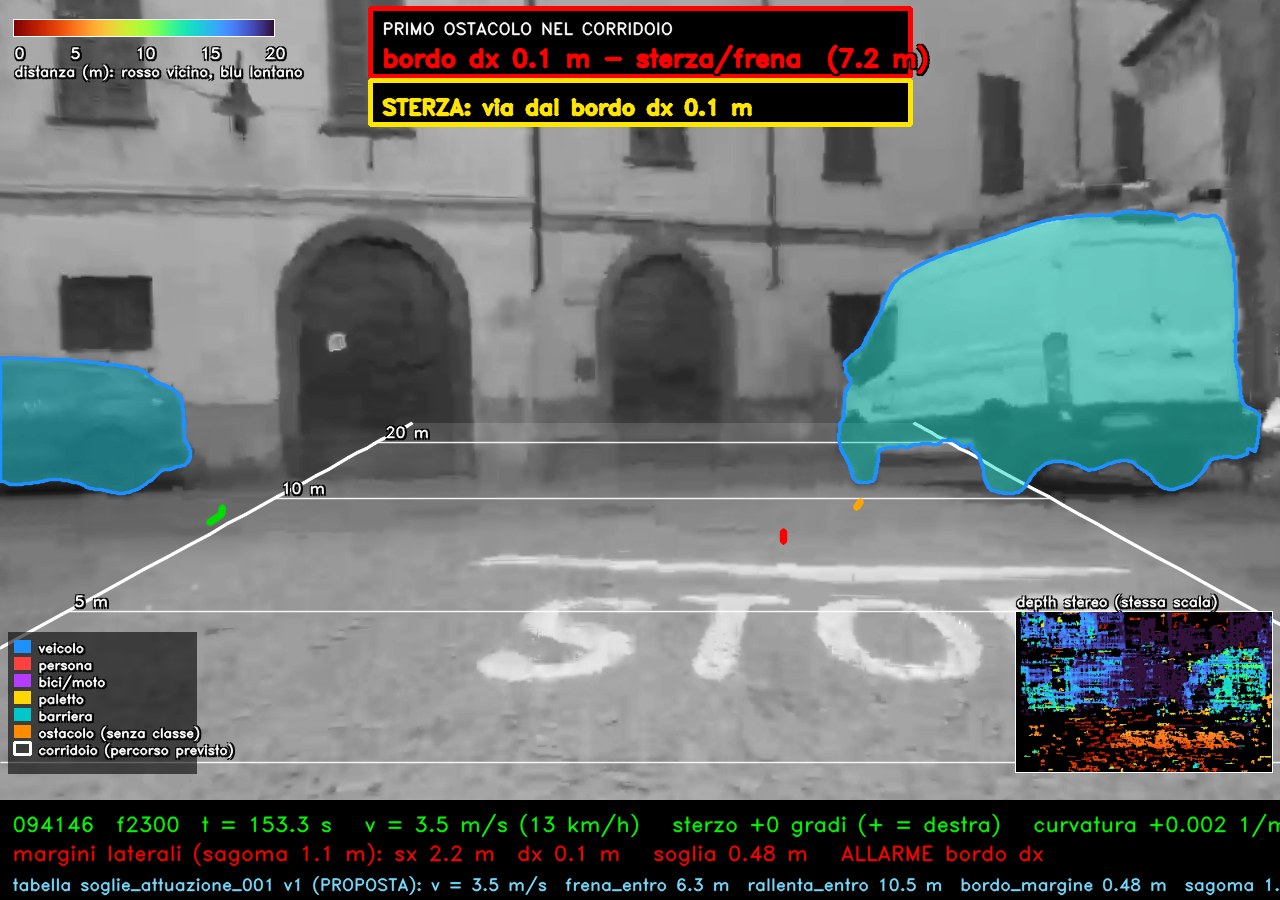 PRIMO OSTACOLO NEL CORRIDOIO
bordo dx 0.1 m - sterza/frena (7.2 m)
STERZA: via dal bordo dx 0.1 m
0 5 10 15 20
distanza (m): rosso vicino, blu lontano
20 m
10 m
5 m
STO
depth stereo (stessa scala)
veicolo
persona
bici/moto
paletto
barriera
ostacolo (senza classe)
corridoio (percorso previsto)
094146 f2300 t = 153.3 s v = 3.5 m/s (13 km/h) sterzo +0 gradi (+ = destra) curvatura +0.002 1/m
margini laterali (sagoma 1.1 m): sx 2.2 m dx 0.1 m soglia 0.48 m ALLARME bordo dx
tabella soglie_attuazione_001 v1 (PROPOSTA): v = 3.5 m/s frena_entro 6.3 m rallenta_entro 10.5 m bordo_margine 0.48 m sagoma 1.